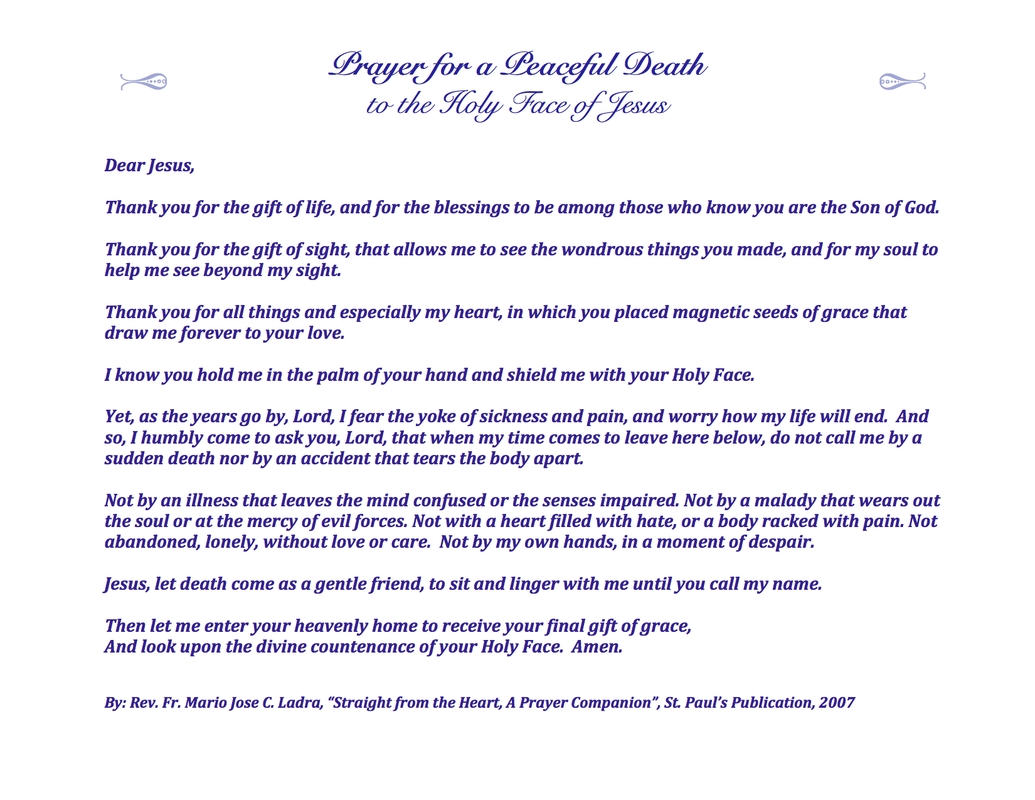 Prayer for a Peaceful Death
to the Holy Face of Jesus
Dear Jesus,
Thank you for the gift of life, and for the blessings to be among those who know you are the Son of God.
Thank you for the gift of sight, that allows me to see the wondrous things you made, and for my soul to
help me see beyond my sight.
Thank you for all things and especially my heart, in which you placed magnetic seeds of grace that
draw me forever to your love.
I know you hold me in the palm of your hand and shield me with your Holy Face.
Yet, as the years go by, Lord, I fear the yoke of sickness and pain, and worry how my life will end.  And
so, I humbly come to ask you, Lord, that when my time comes to leave here below, do not call me by a
sudden death nor by an accident that tears the body apart.
Not by an illness that leaves the mind confused or the senses impaired. Not by a malady that wears out
the soul or at the mercy of evil forces. Not with a heart filled with hate, or a body racked with pain. Not
abandoned, lonely, without love or care.  Not by my own hands, in a moment of despair.
Jesus, let death come as a gentle friend, to sit and linger with me until you call my name.
Then let me enter your heavenly home to receive your final gift of grace,
And look upon the divine countenance of your Holy Face.  Amen.
By: Rev. Fr. Mario Jose C. Ladra, “Straight from the Heart, A Prayer Companion”, St. Paul’s Publication, 2007